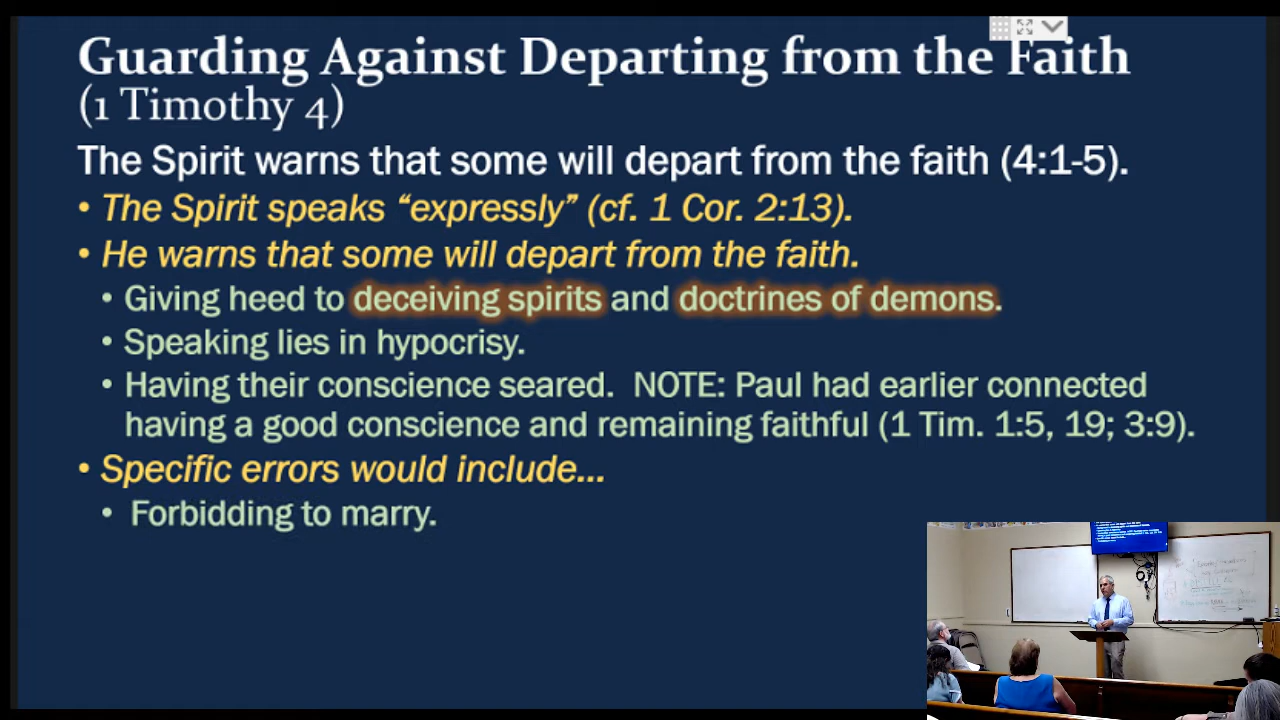 Guarding Against Departing from the Faith
(1 Timothy 4)
The Spirit warns that some will depart from the faith (4:1-5).
• The Spirit speaks “expressly” (cf. 1 Cor. 2:13).
• He warns that some will depart from the faith.
• Giving heed to deceiving spirits and doctrines of demons.
• Speaking lies in hypocrisy.
• Having their conscience seared.  NOTE: Paul had earlier connected
having a good conscience and remaining faithful (1 Tim. 1:5, 19; 3:9).
• Specific errors would include...
• Forbidding to marry.